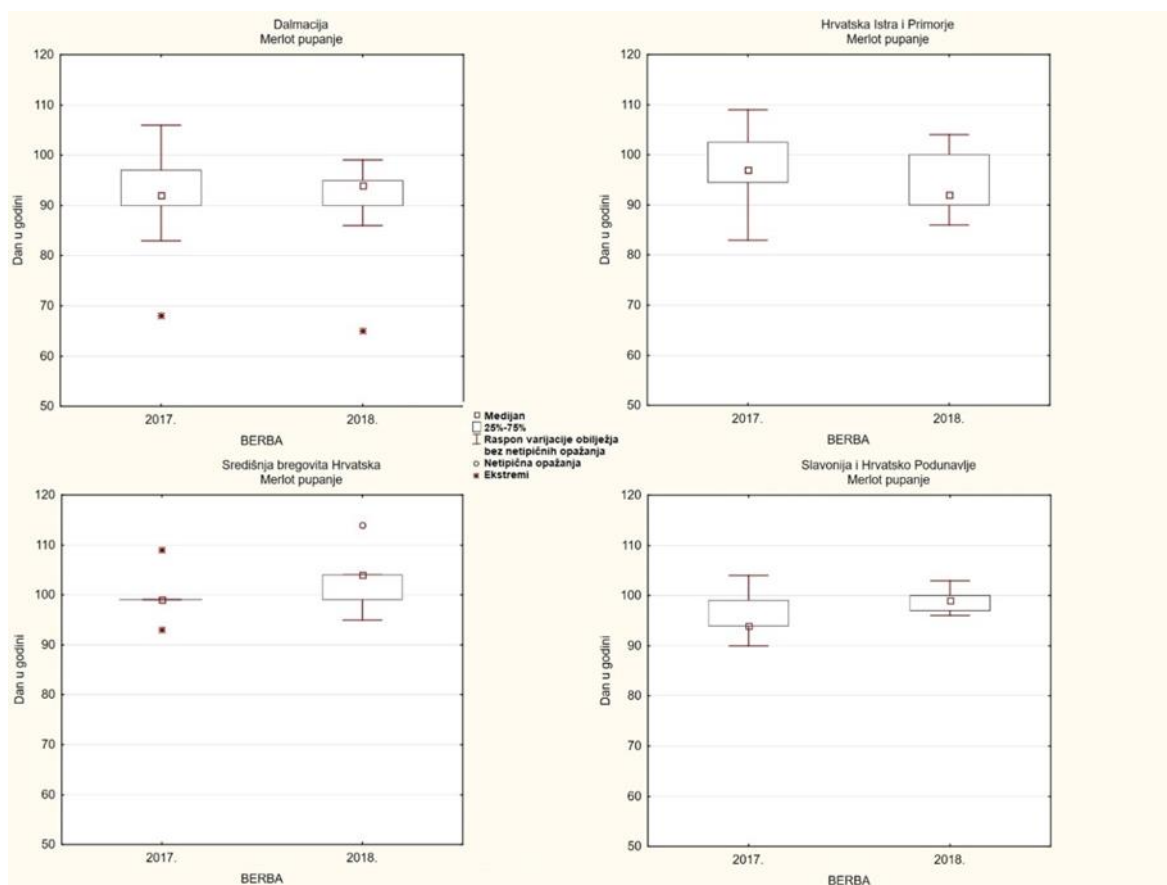 Dalmacija
Merlot pupanje
120
110
100
90
80
70
60
50
Dan u godini
2017.
2018.
BERBA
Hrvatska Istra i Primorje
Merlot pupanje
120
110
100
90
80
70
60
50
Dan u godini
2017.
2018.
BERBA
Medijan
25%-75%
Raspon varijacije obilježja
bez netipičnih opažanja
Netipična opažanja
Ekstremi
Središnja bregovita Hrvatska
Merlot pupanje
120
110
100
90
80
70
60
50
Dan u godini
2017.
2018.
BERBA
Slavonija i Hrvatsko Podunavlje
Merlot pupanje
120
110
100
90
80
70
60
50
Dan u godini
2017.
2018.
BERBA